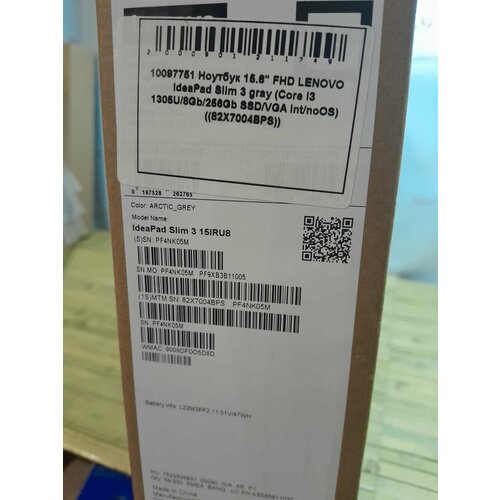 2000901211749
10097751 Ноутбук 15.6" FHD LENOVO
IdeaPad Slim 3 gray (Core i3
1305U/8Gb/256Gb SSD/VGA int/noOS)
((82X7004BPS))
0 197528 262765
Color: ARCTIC_GREY
Model Name:
IdeaPad Slim 3 15IRU8
(S)SN: PF4NK05M
SN,MO: PF4NK05M PF9XB3B11005
(1S)MTM,SN: 82X7004BPS PF4NK05M
SN: PF4NK05M
WMAC: 9009DFDD5D8D
Battery info: L22M3PF2 11.31V/47WH
Made in China